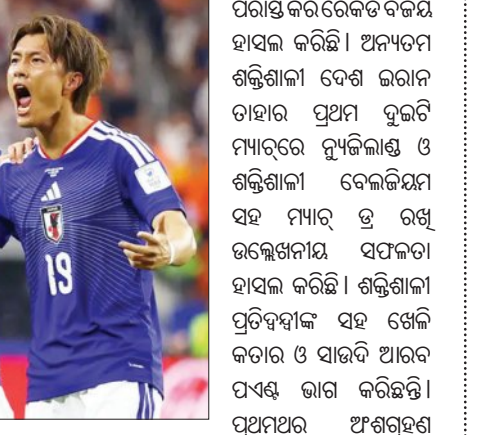 19
ପରାସ୍ତ କରି ରେକର୍ଡ ବିଜୟ
ହାସଲ କରିଛି। ଅନ୍ୟତମ
ଶକ୍ତିଶାଳୀ ଦେଶ ଇରାନ
ତାହାର ପ୍ରଥମ ଦୁଇଟି
ମ୍ୟାଚ୍‌ରେ ନ୍ୟୁଜିଲାଣ୍ଡ ଓ
ଶକ୍ତିଶାଳୀ ବେଲଜିୟମ
ସହ ମ୍ୟାଚ୍ ଡ୍ର ରଖି
ଉଲ୍ଲେଖନୀୟ ସଫଳତା
ହାସଲ କରିଛି। ଶକ୍ତିଶାଳୀ
ପ୍ରତିଦ୍ୱନ୍ଦ୍ୱୀଙ୍କ ସହ ଖେଳି
କତାର ଓ ସାଉଦି ଆରବ
ପଏଣ୍ଟ ଭାଗ କରିଛନ୍ତି।
ପ୍ରଥମଥର ଅଂଶଗ୍ରହଣ